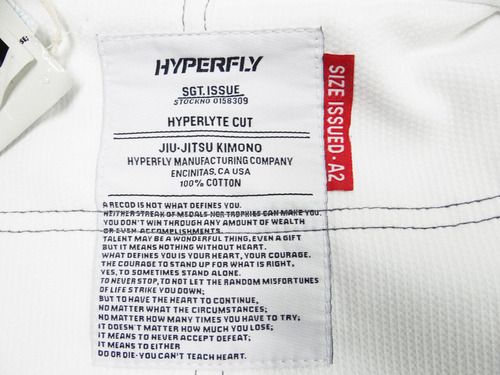 HYPERFLY
SGT. ISSUE
STOCKNO 0158309
HYPERLYTE CUT
JIU-JITSU KIMONO
HYPERFLY MANUFACTURING COMPANY
ENCINITAS, CA USA
100% COTTON
SIZE ISSUED · A2
A RECOD IS NOT WHAT DEFINES YOU.
NEITHER STREAK OF MEDALS NOR TROPHIES CAN MAKE YOU.
YOU DON'T WIN THROUGH ANY AMOUNT OF WEALTH
OR EVEN ACCOMPLISHMENTS.
TALENT MAY BE A WONDERFUL THING, EVEN A GIFT
BUT IT MEANS NOTHING WITHOUT HEART.
WHAT DEFINES YOU IS YOUR HEART, YOUR COURAGE.
THE COURAGE TO STAND UP FOR WHAT IS RIGHT,
YES, TO SOMETIMES STAND ALONE.
TO NEVER STOP, TO NOT LET THE RANDOM MISFORTUNES
OF LIFE STRIKE YOU DOWN;
BUT TO HAVE THE HEART TO CONTINUE,
NO MATTER WHAT THE CIRCUMSTANCES;
NO MATTER HOW MANY TIMES YOU HAVE TO TRY;
IT DOESN'T MATTER HOW MUCH YOU LOSE;
IT MEANS TO NEVER ACCEPT DEFEAT;
IT MEANS TO EITHER
DO OR DIE- YOU CAN'T TEACH HEART.